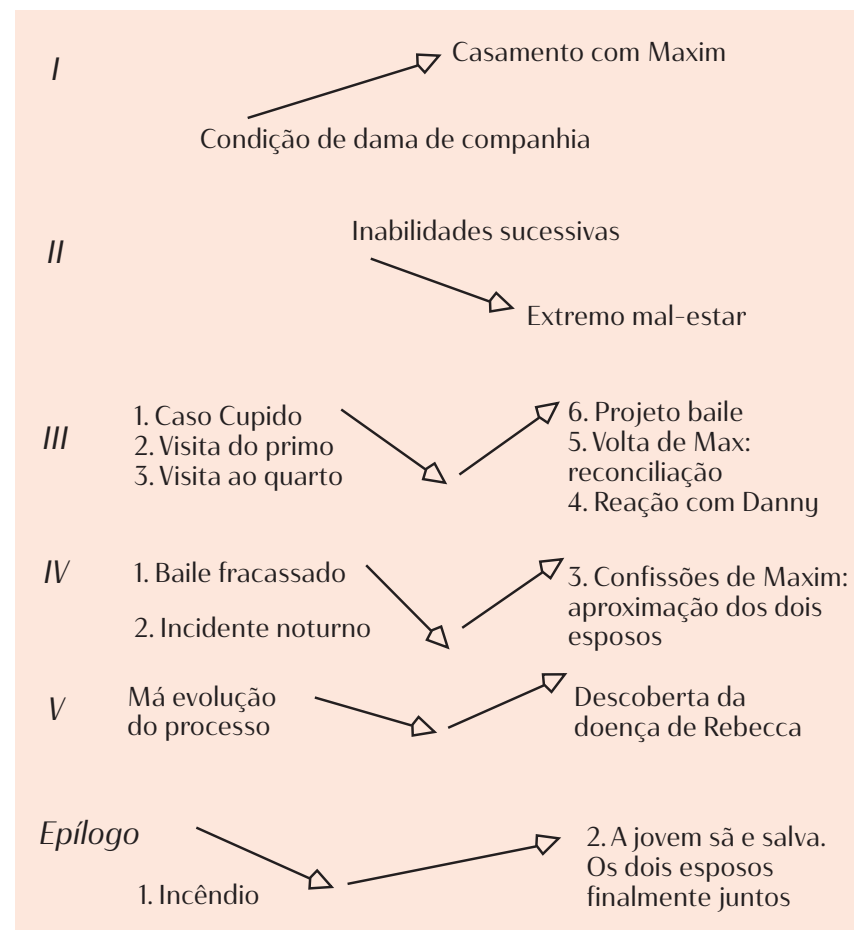 I
Casamento com Maxim
Condição de dama de companhia
II
Inabilidades sucessivas
Extremo mal-estar
III
1. Caso Cupido
2. Visita do primo
3. Visita ao quarto
6. Projeto baile
5. Volta de Max:
reconciliação
4. Reação com Danny
IV
1. Baile fracassado
2. Incidente noturno
3. Confissões de Maxim:
aproximação dos dois
esposos
V
Má evolução
do processo
Descoberta da
doença de Rebecca
Epílogo
1. Incêndio
2. A jovem sã e salva.
Os dois esposos
finalmente juntos